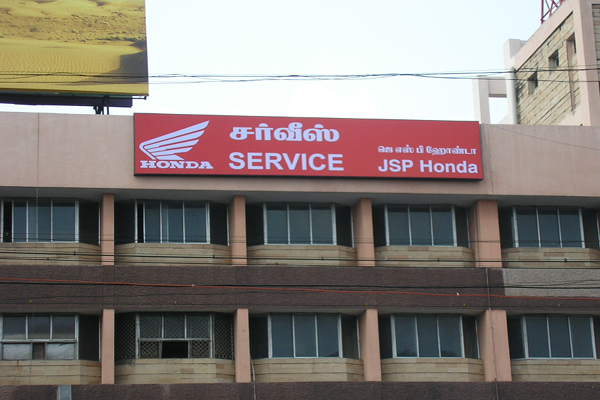 சர்வீஸ்
HONDA SERVICE
ஜெ எஸ் பி ஹோண்டா
JSP Honda